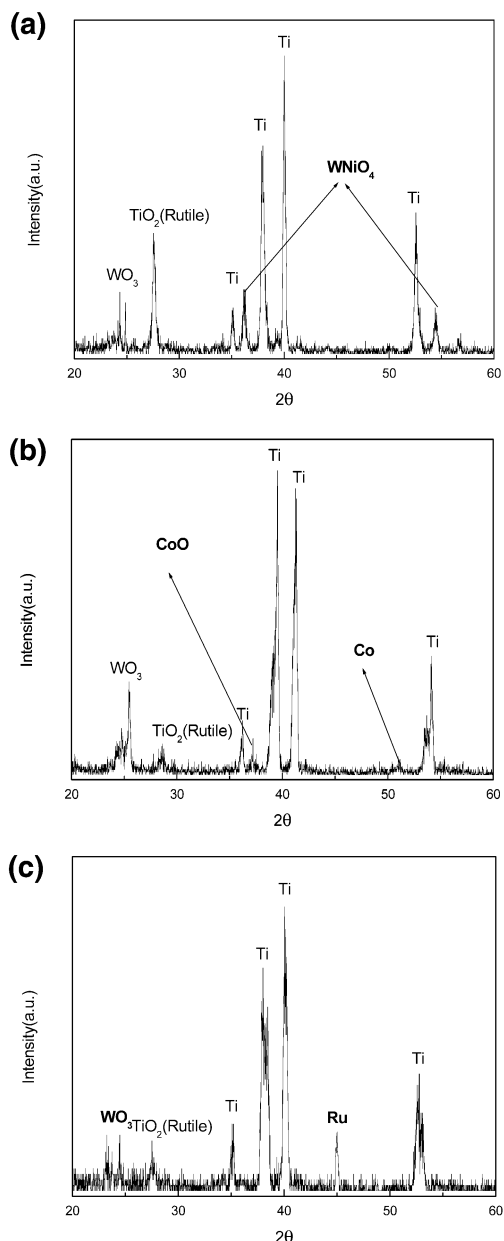 (a)
Ti
Ti
WNiO₄
TiO₂(Rutile)
Ti
WO₃
Ti
Intensity(a.u.)
20 30 40 50 60
2θ
(b)
Ti
Ti
CoO
Co
Ti
WO₃
TiO₂(Rutile)
Ti
Intensity(a.u.)
20 30 40 50 60
2θ
(c)
Ti
Ti
Ti
WO₃
TiO₂(Rutile)
Ti
Ru
Intensity(a.u.)
20 30 40 50 60
2θ